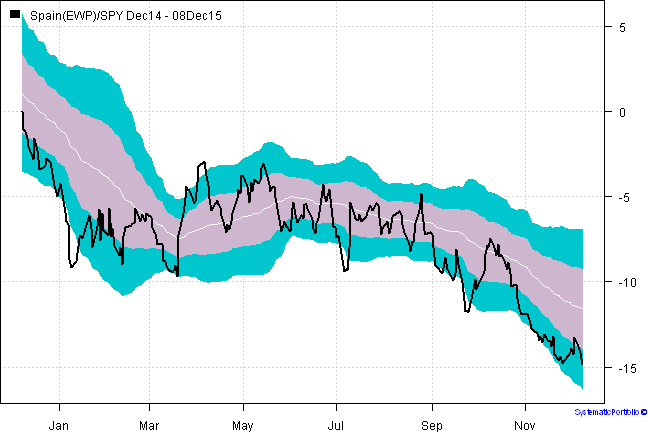 Spain(EWP)/SPY Dec14 - 08Dec15
5
0
-5
-10
-15
Jan Mar May Jul Sep Nov
SystematicPortfolio ©